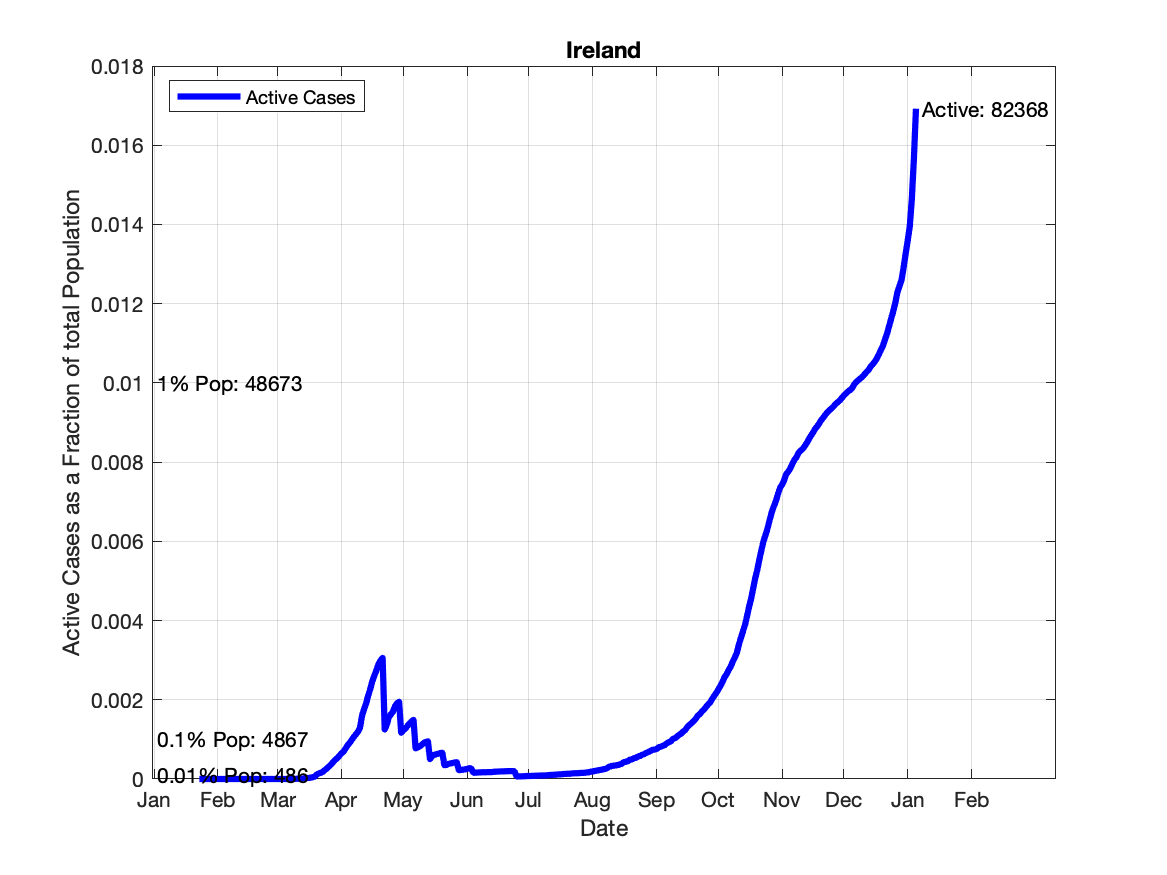 Ireland
0.018
Active Cases
Active: 82368
0.016
0.014
0.012
0.01
1% Pop: 48673
0.008
0.006
0.004
0.002
0.1% Pop: 4867
0.01% Pop: 486
0
Active Cases as a Fraction of total Population
Jan Feb Mar Apr May Jun Jul Aug Sep Oct Nov Dec Jan Feb
Date